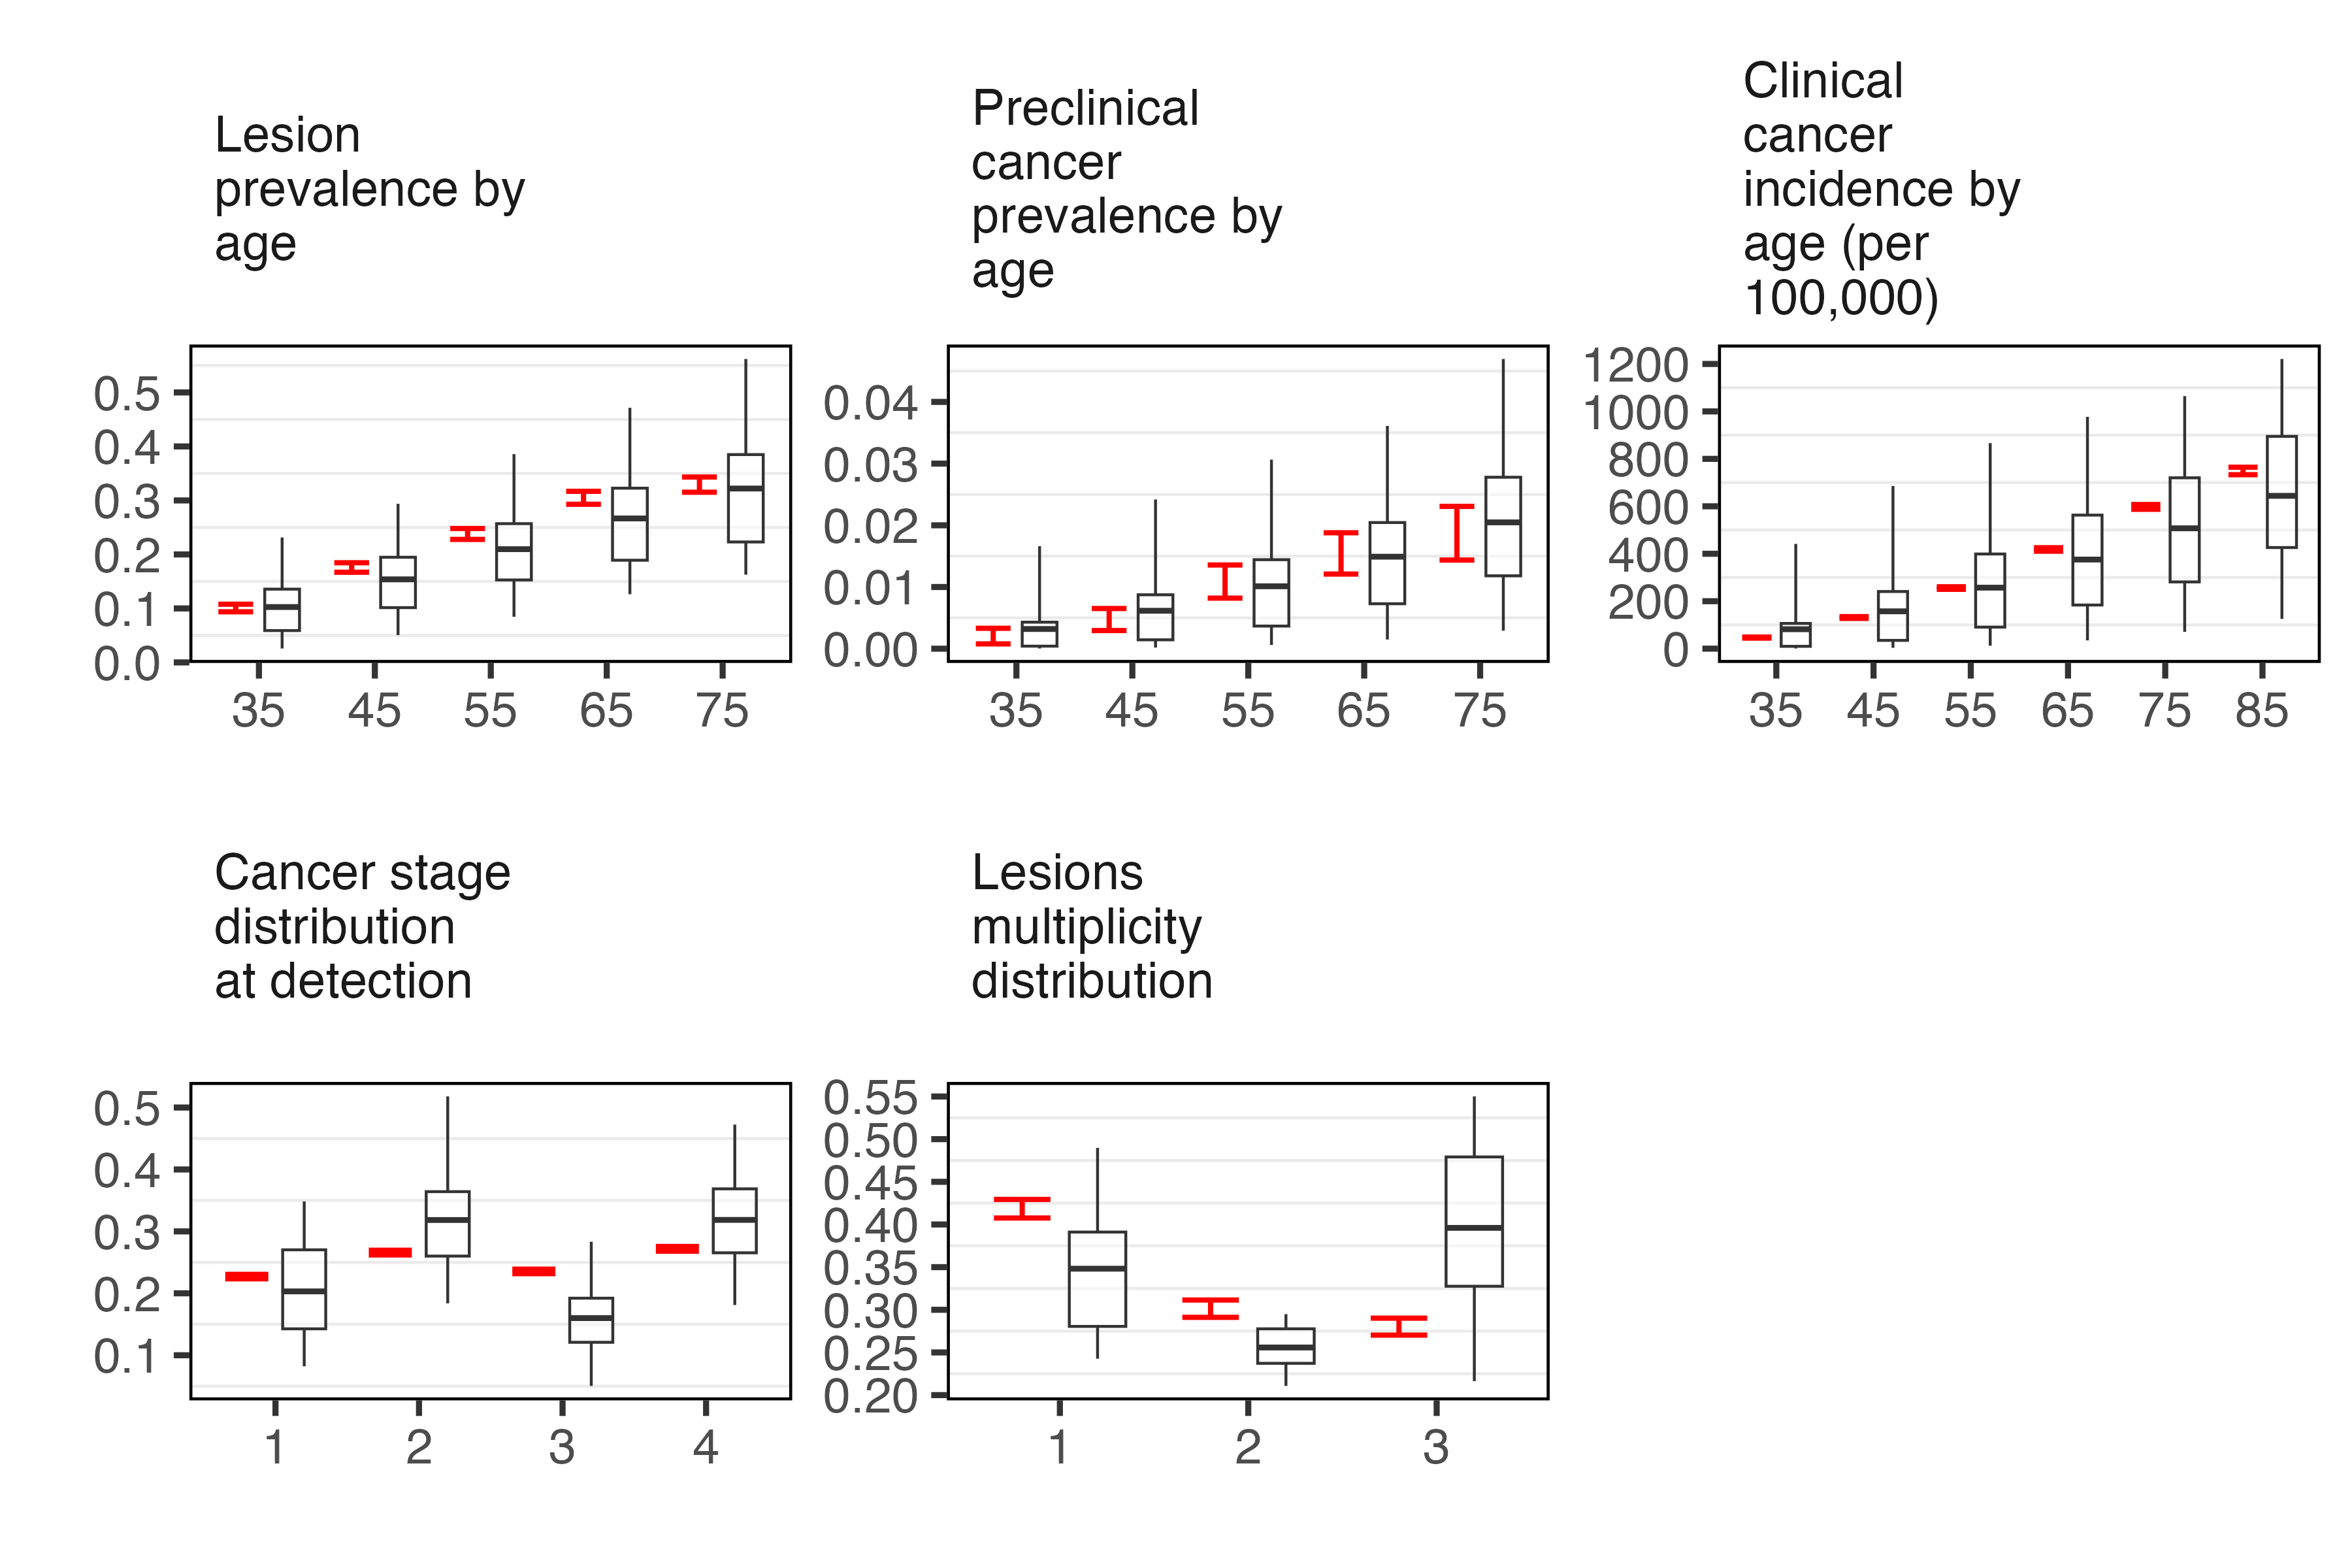 Lesion
prevalence by
age
0.5
0.4
0.3
0.2
0.1
0.0
35 45 55 65 75
Preclinical
cancer
prevalence by
age
0.04
0.03
0.02
0.01
0.00
35 45 55 65 75
Clinical
cancer
incidence by
age (per
100,000)
1200
1000
800
600
400
200
0
35 45 55 65 75 85
Cancer stage
distribution
at detection
0.5
0.4
0.3
0.2
0.1
1 2 3 4
Lesions
multiplicity
distribution
0.55
0.50
0.45
0.40
0.35
0.30
0.25
0.20
1 2 3